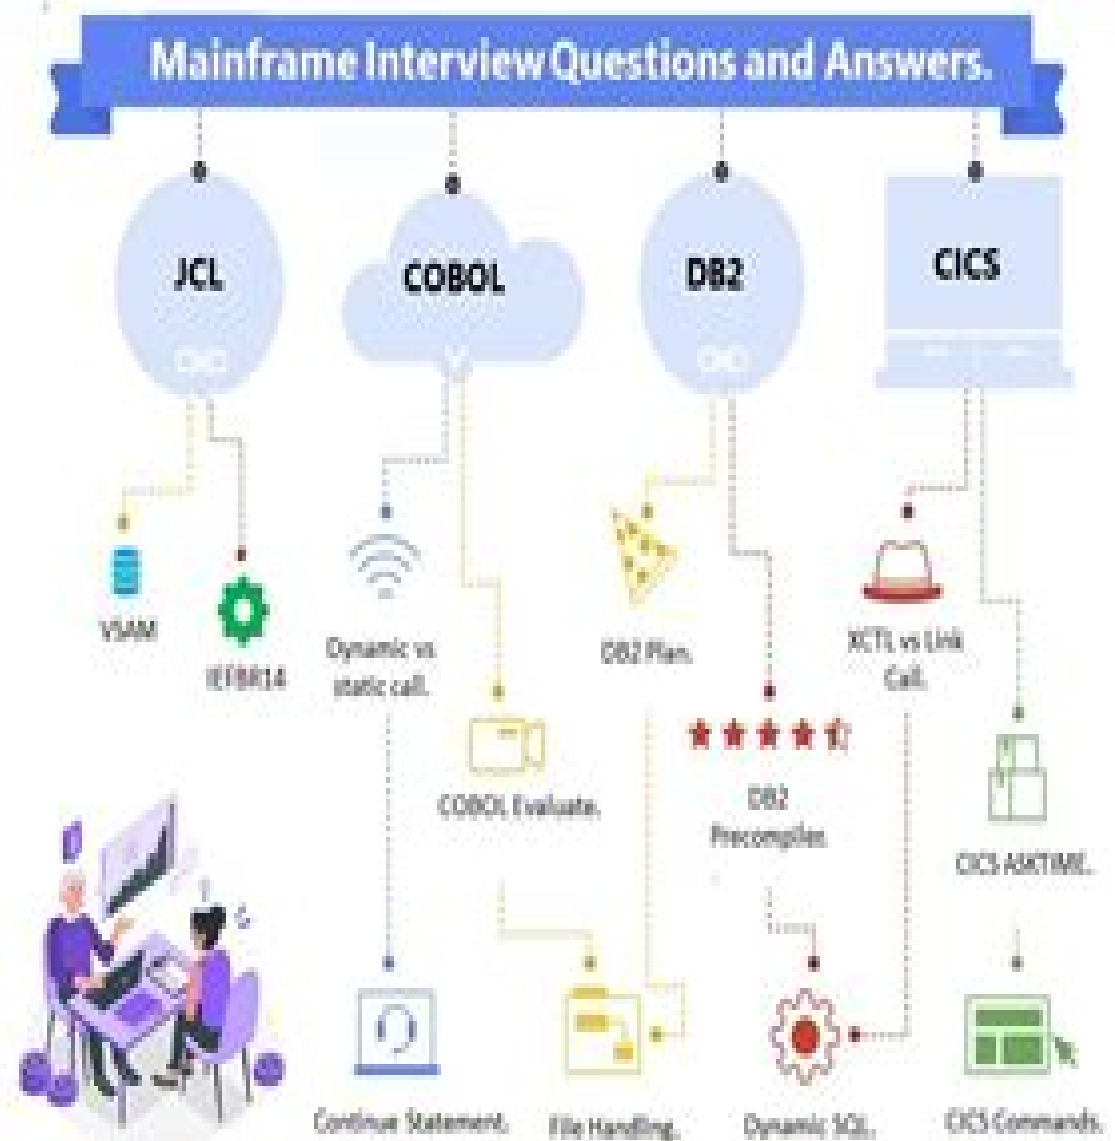 Mainframe Interview Questions and Answers.
JCL
COBOL
DB2
CICS
VSAM
IEFBR14
Dynamic vs
static call.
DB2 Plan.
XCTL vs Link
Call.
COBOL Evaluate.
DB2
Precompiler.
CICS ASKTIME.
Continue Statement.
File Handling.
Dynamic SQL.
CICS Commands.